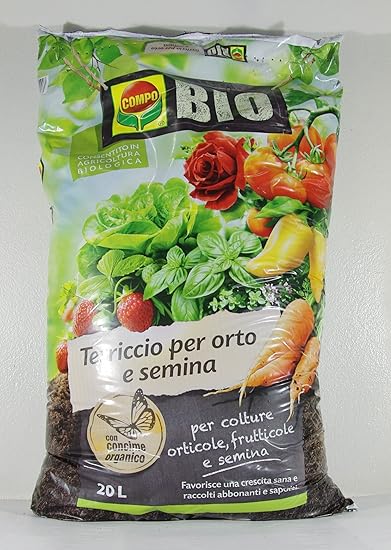 COMPO
BIO
CONSENTITO IN
AGRICOLTURA
BIOLOGICA
Terriccio per orto
e semina
per colture
orticole, frutticole
e semina
con
concime
organico
Favorisce una crescita sana e
raccolti abbonanti e saporiti
20 L